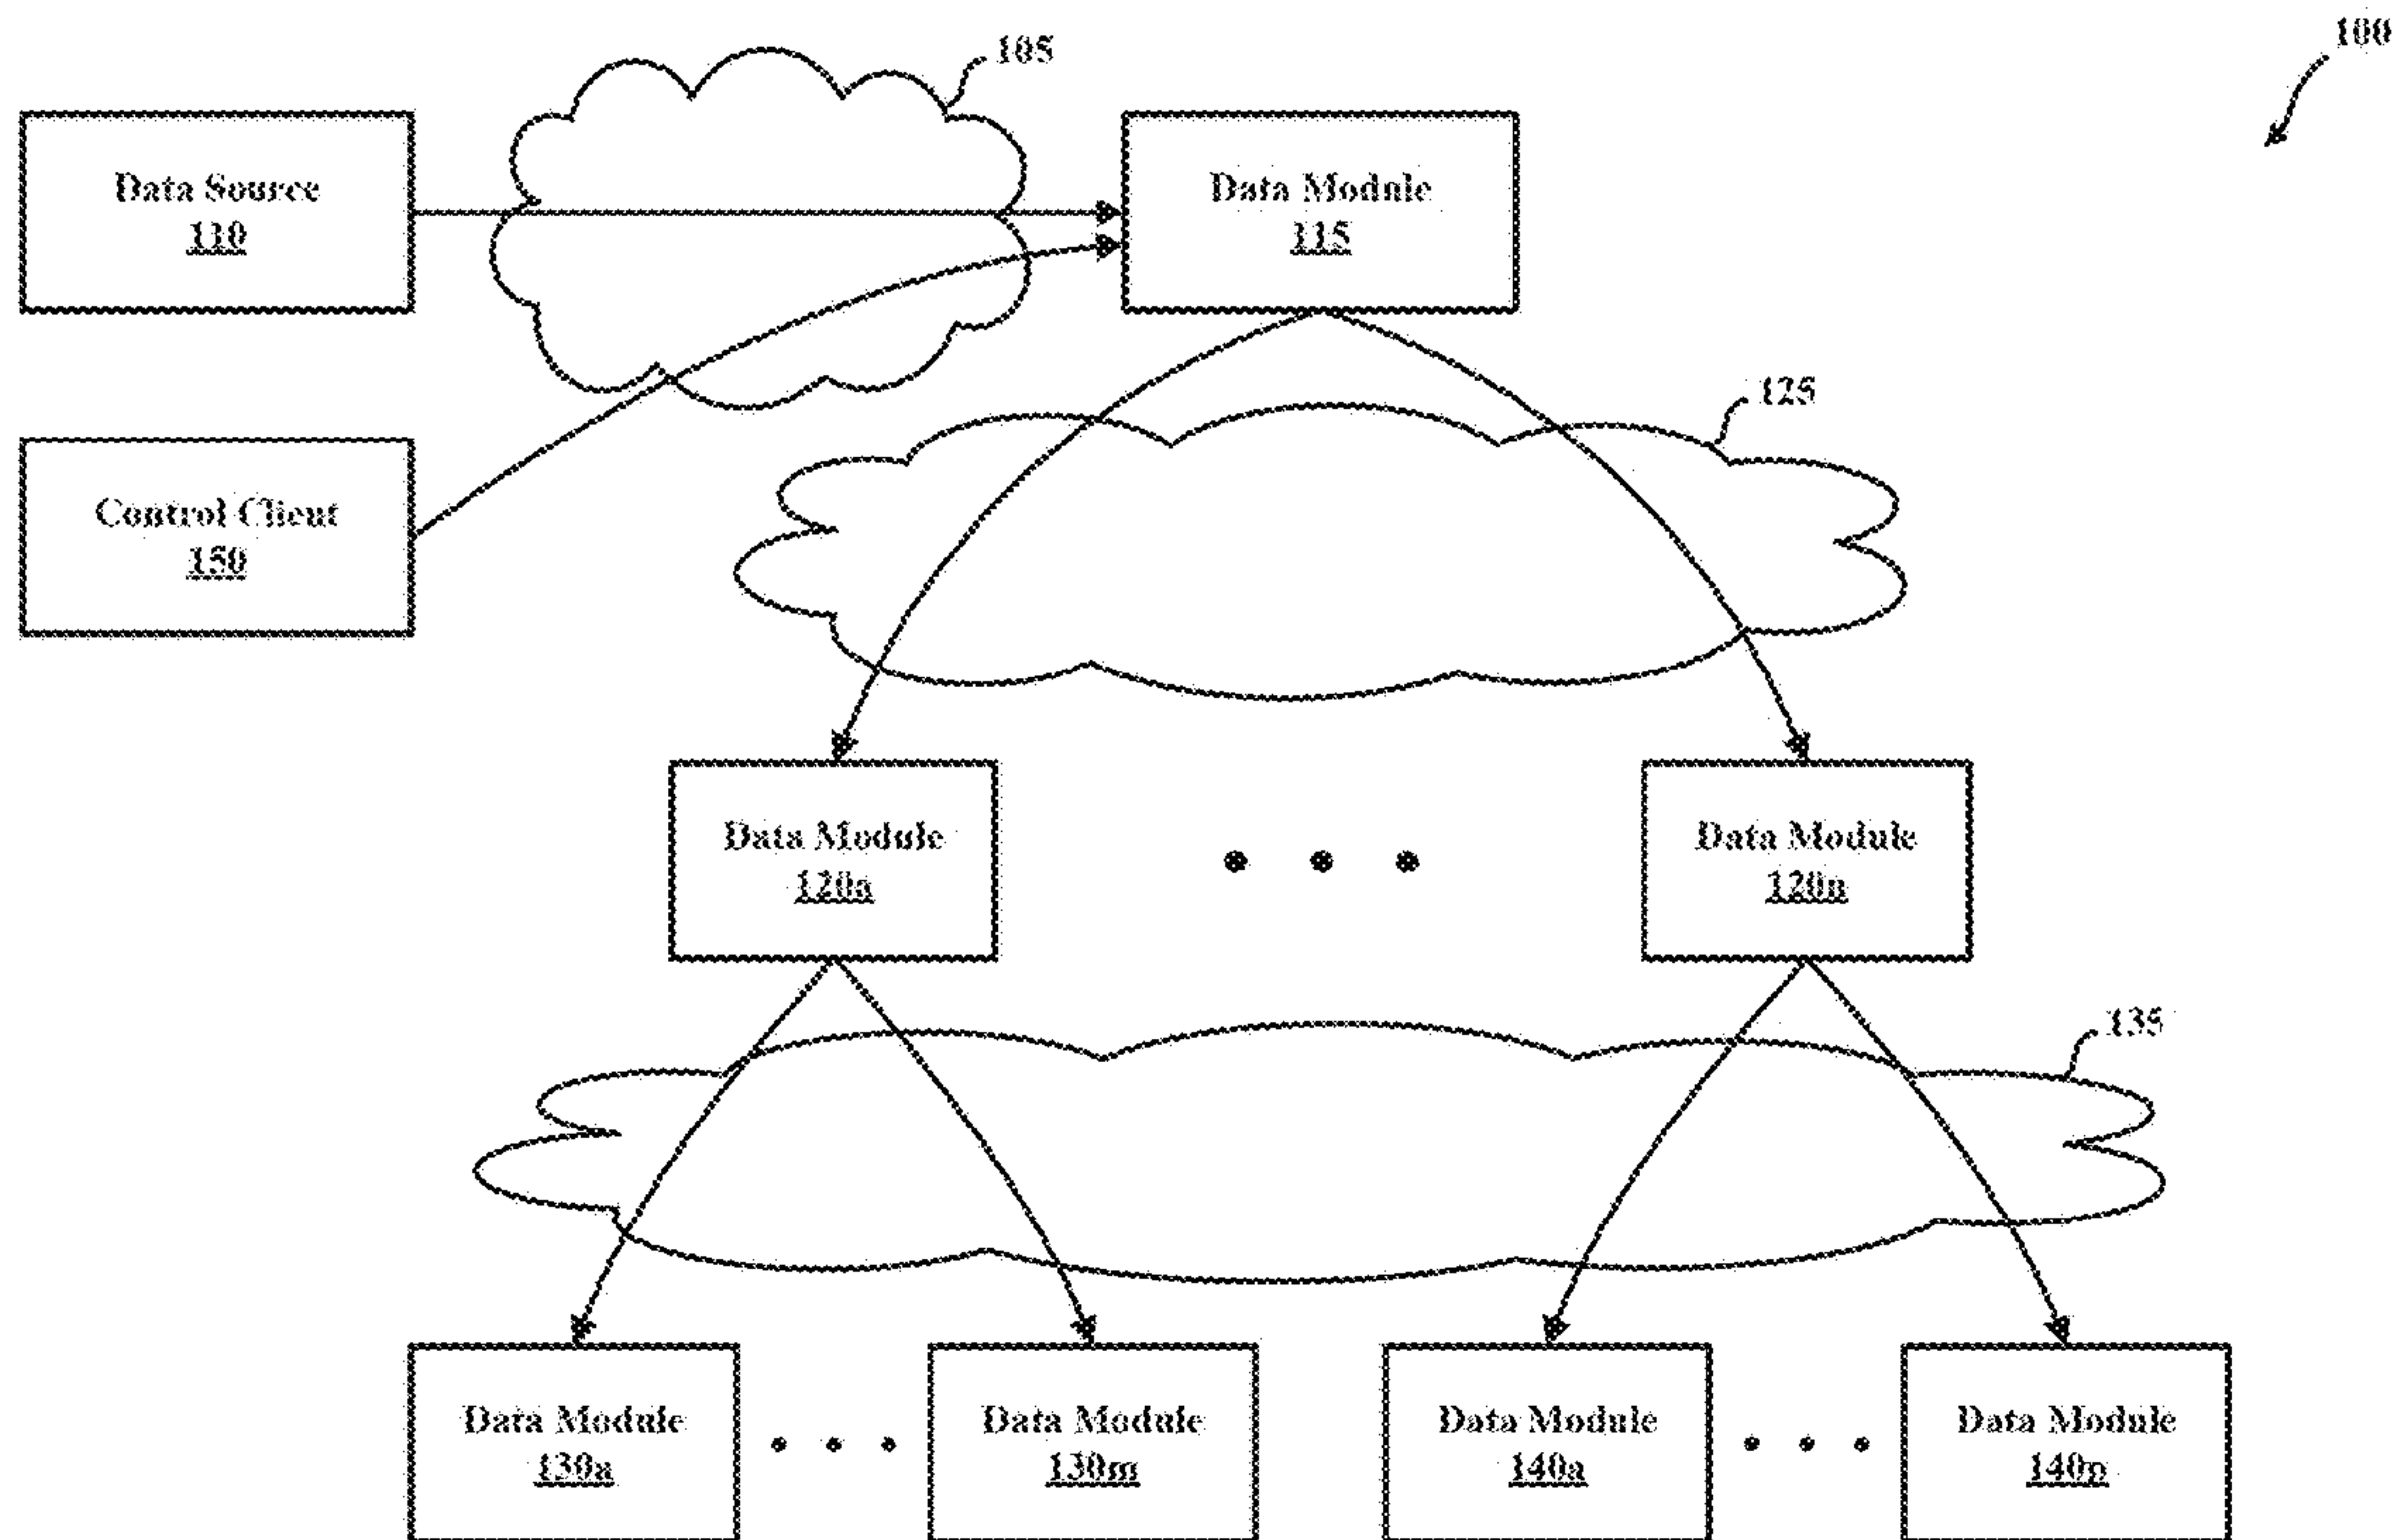 100
105
Data Source
110
Data Module
115
125
Control Client
150
Data Module
120a
Data Module
120n
135
Data Module
130a
Data Module
130m
Data Module
140a
Data Module
140p